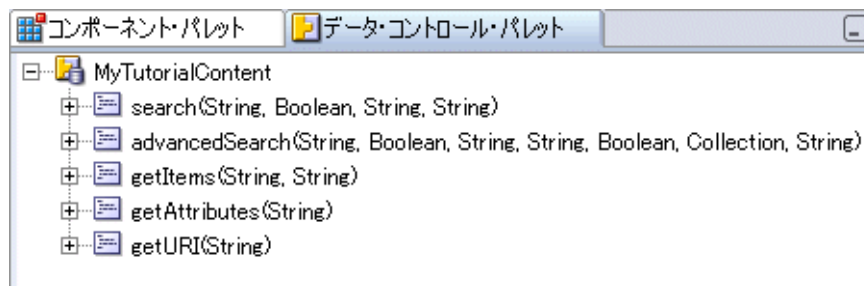 コンポーネント・パレット
データ・コントロール・パレット
MyTutorialContent
search(String, Boolean, String, String)
advancedSearch(String, Boolean, String, String, Boolean, Collection, String)
getItems(String, String)
getAttributes(String)
getURI(String)